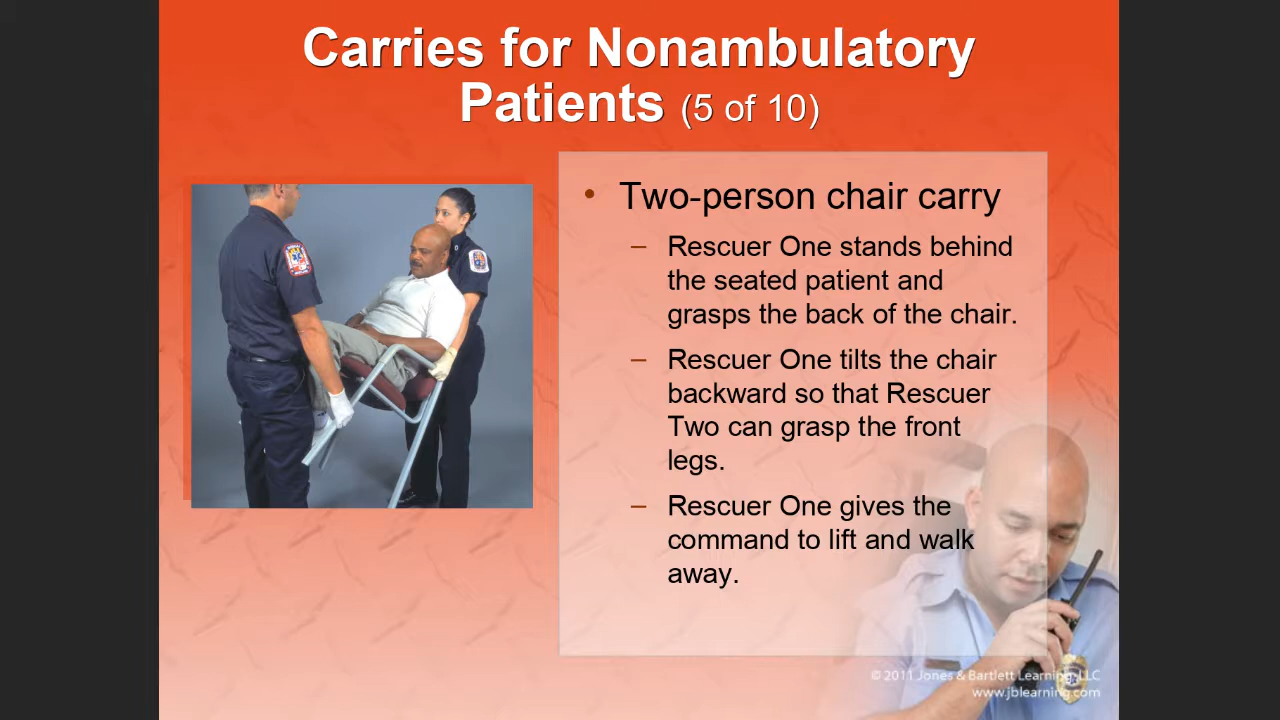 Carries for Nonambulatory
Patients (5 of 10)
• Two-person chair carry
– Rescuer One stands behind
the seated patient and
grasps the back of the chair.
– Rescuer One tilts the chair
backward so that Rescuer
Two can grasp the front
legs.
– Rescuer One gives the
command to lift and walk
away.
© 2011 Jones & Bartlett Learning, LLC
www.jblearning.com